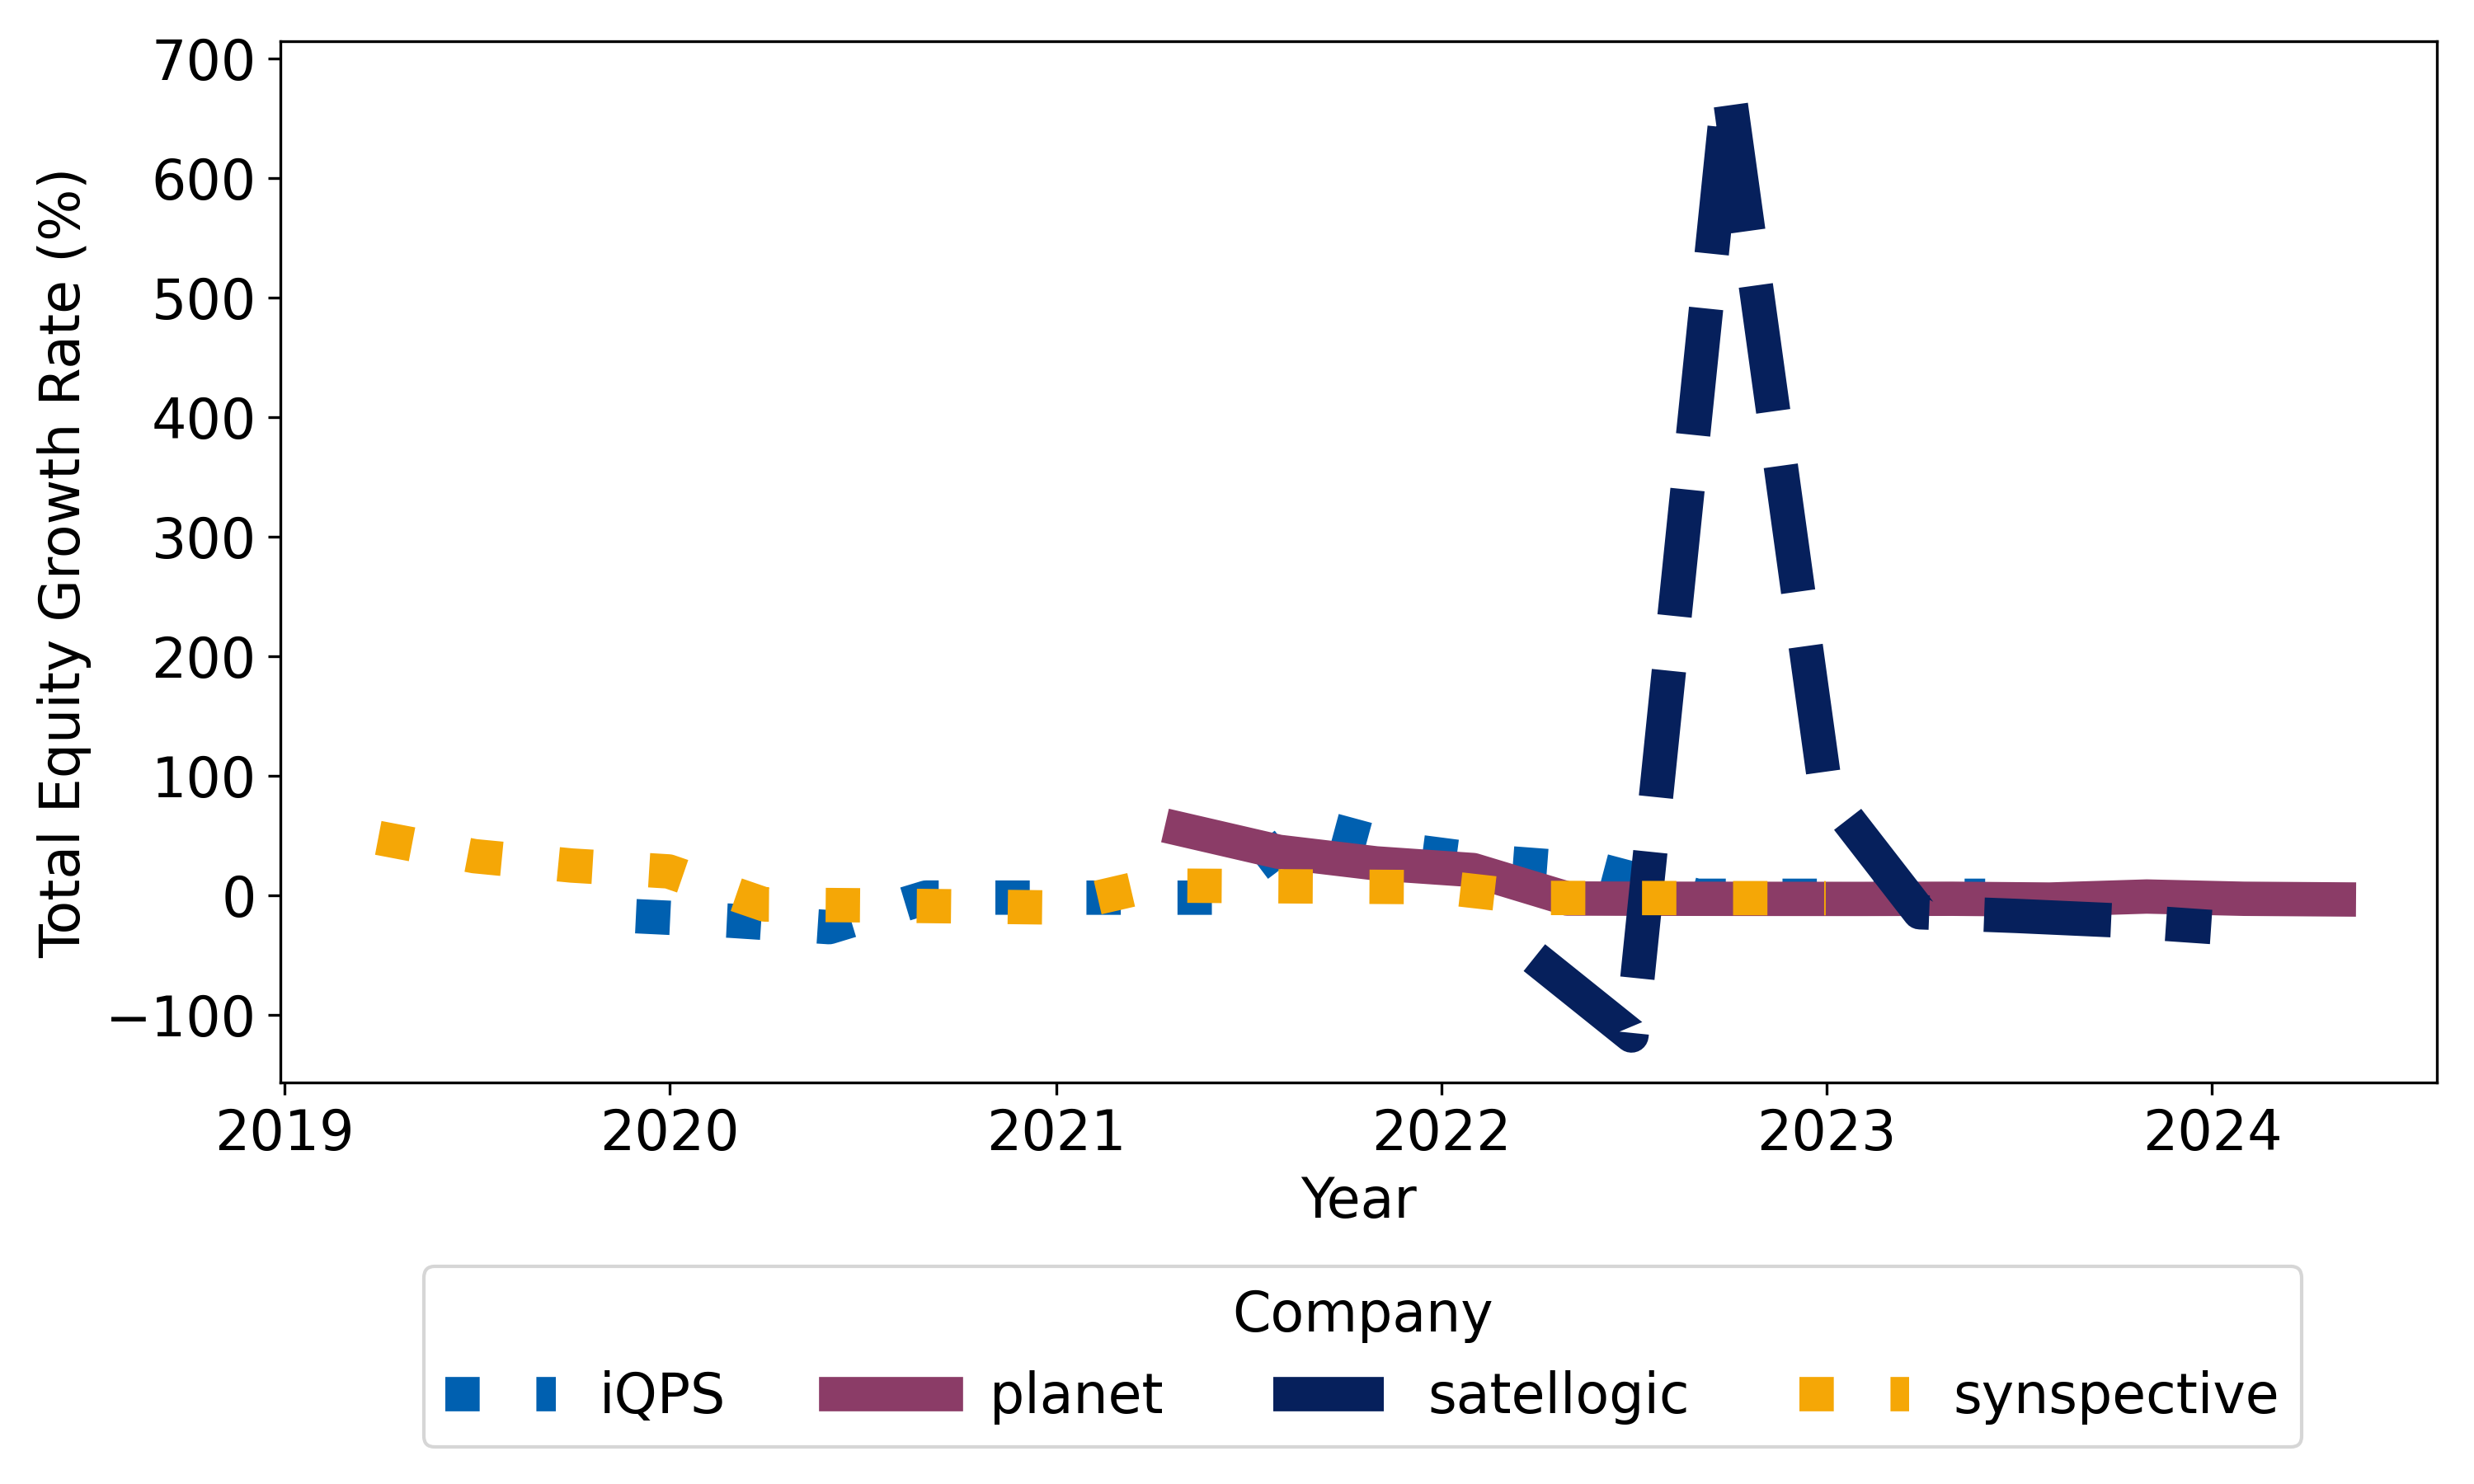 Total Equity Growth Rate (%)
700
600
500
400
300
200
100
0
−100
2019 2020 2021 2022 2023 2024
Year
Company
iQPS planet satellogic synspective